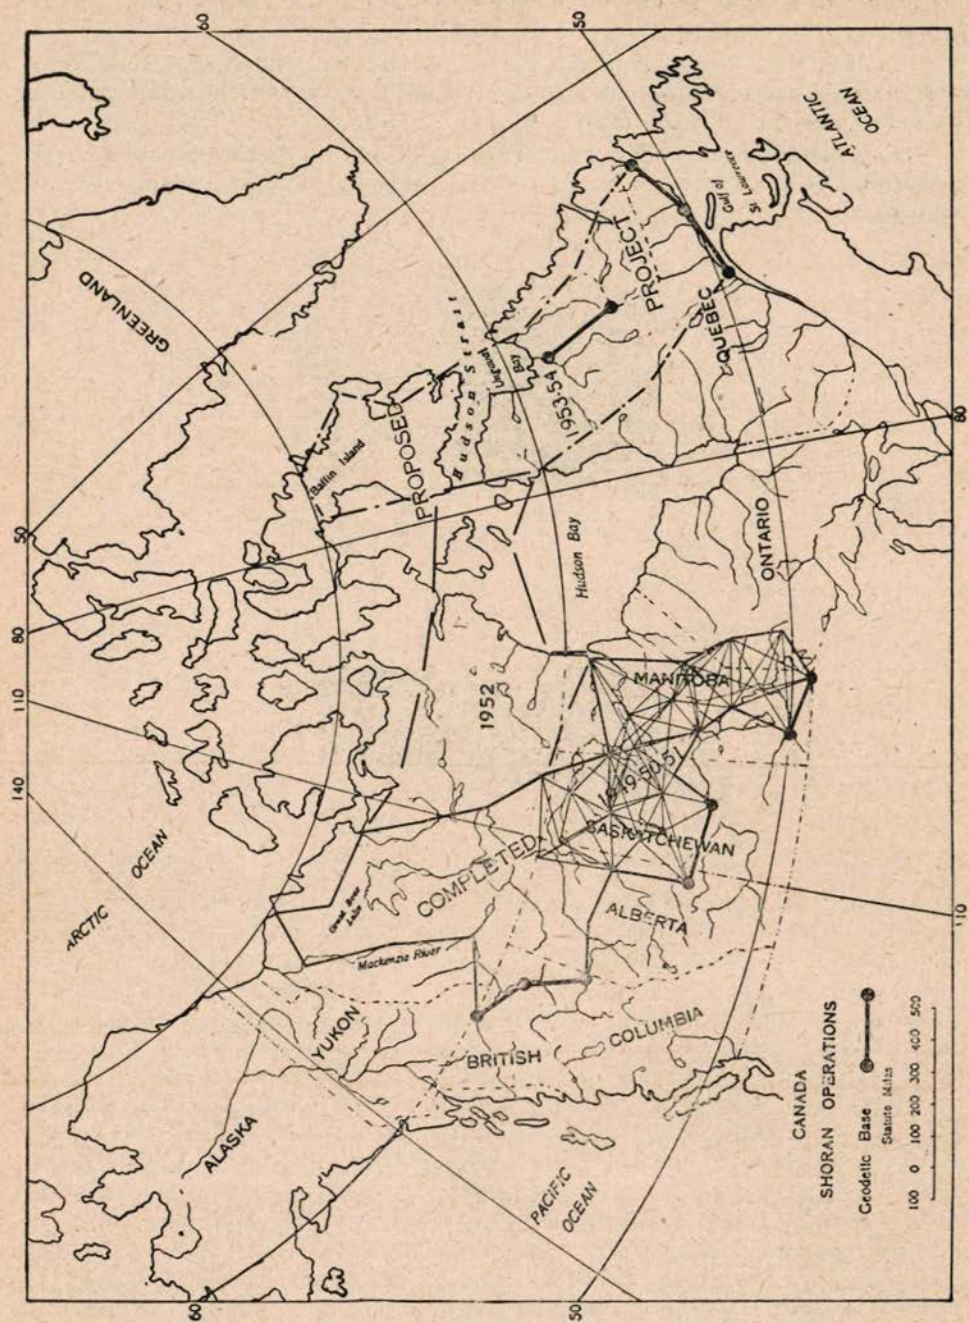 60
50
50
80
110
140
60
50
110
80
GREENLAND
ATLANTIC
OCEAN
Gulf of
St Lawrence
Baffin Island
PROPOSED
Hudson Strait
Ungava
Bay
1953-54
PROJECT
QUEBEC
Hudson Bay
ONTARIO
MANITOBA
1952
1949-50-51
SASKATCHEWAN
COMPLETED
ALBERTA
ARCTIC
OCEAN
Great Bear
Lake
Mackenzie River
YUKON
BRITISH
COLUMBIA
ALASKA
PACIFIC
OCEAN
CANADA
SHORAN OPERATIONS
Geodetic Base
Statute Miles
100 0 100 200 300 400 500